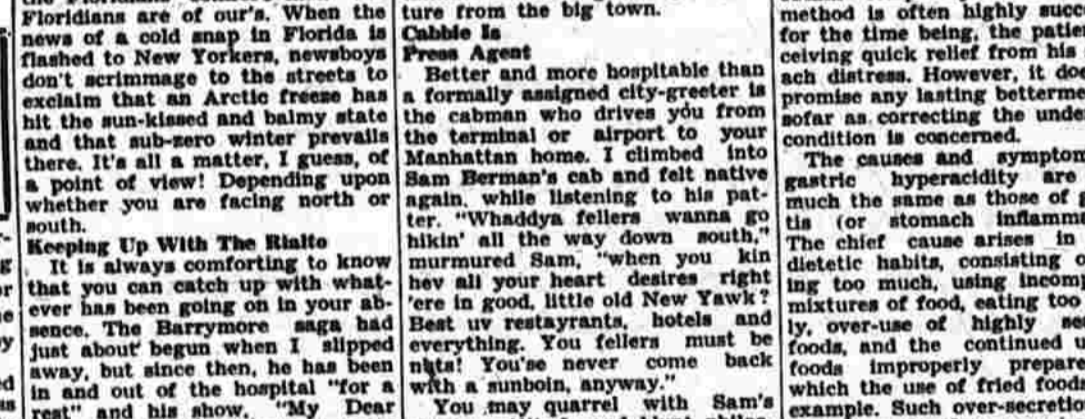 Floridians are of our's. When the
news of a cold snap in Florida is
flashed to New Yorkers, newsboys
don't scrimmage to the streets to
exclaim that an Arctic freeze has
hit the sun-kissed and balmy state
and that sub-zero winter prevails
there. It's all a matter, I guess, of
a point of view! Depending upon
whether you are facing north or
south.
Keeping Up With The Rialto
It is always comforting to know
that you can catch up with what-
ever has been going on in your ab-
sence. The Barrymore saga had
just about begun when I slipped
away, but since then, he has been
in and out of the hospital "for a
rest" and his show, "My Dear
ture from the big town.
Cabbie Is
Press Agent
Better and more hospitable than
a formally assigned city-greeter is
the cabman who drives you from
the terminal or airport to your
Manhattan home. I climbed into
Sam Berman's cab and felt native
again, while listening to his pat-
ter. "Whaddya fellers wanna go
hikin' all the way down south,"
murmured Sam, "when you kin
hev all your heart desires right
'ere in good, little old New Yawk?
Best uv restayrants, hotels and
everything. You fellers must be
nuts! You'se never come back
with a sunboin, anyway."
You may quarrel with Sam's
method is often highly succ
for the time being, the patie
ceiving quick relief from his
ach distress. However, it do
promise any lasting betterme
sofar as correcting the unde
condition is concerned.
The causes and symptom
gastric hyperacidity are
much the same as those of
tis (or stomach inflamm
The chief cause arises in
dietetic habits, consisting o
ing too much, using incom
mixtures of food, eating too
ly, over-use of highly se
foods, and the continued u
foods improperly prepare
which the use of fried foods
example. Such over-secretio